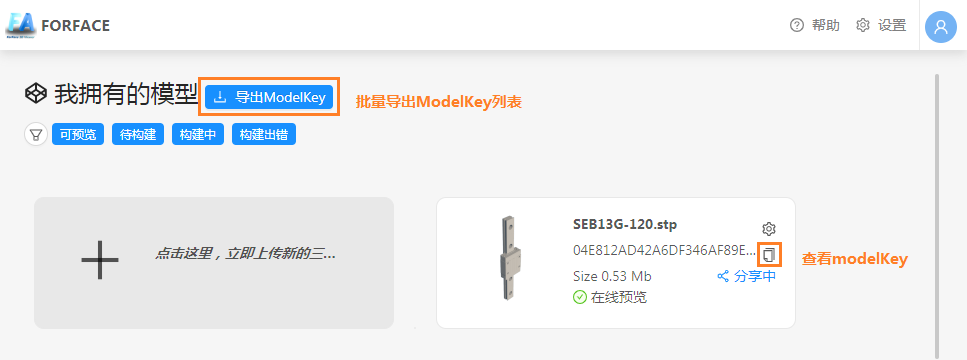 FORFACE
帮助
设置
我拥有的模型
导出ModelKey
批量导出ModelKey列表
可预览
待构建
构建中
构建出错
点击这里，立即上传新的三...
SEB13G-120.stp
04E812AD42A6DF346AF89E...
查看modelKey
Size 0.53 Mb
分享中
在线预览